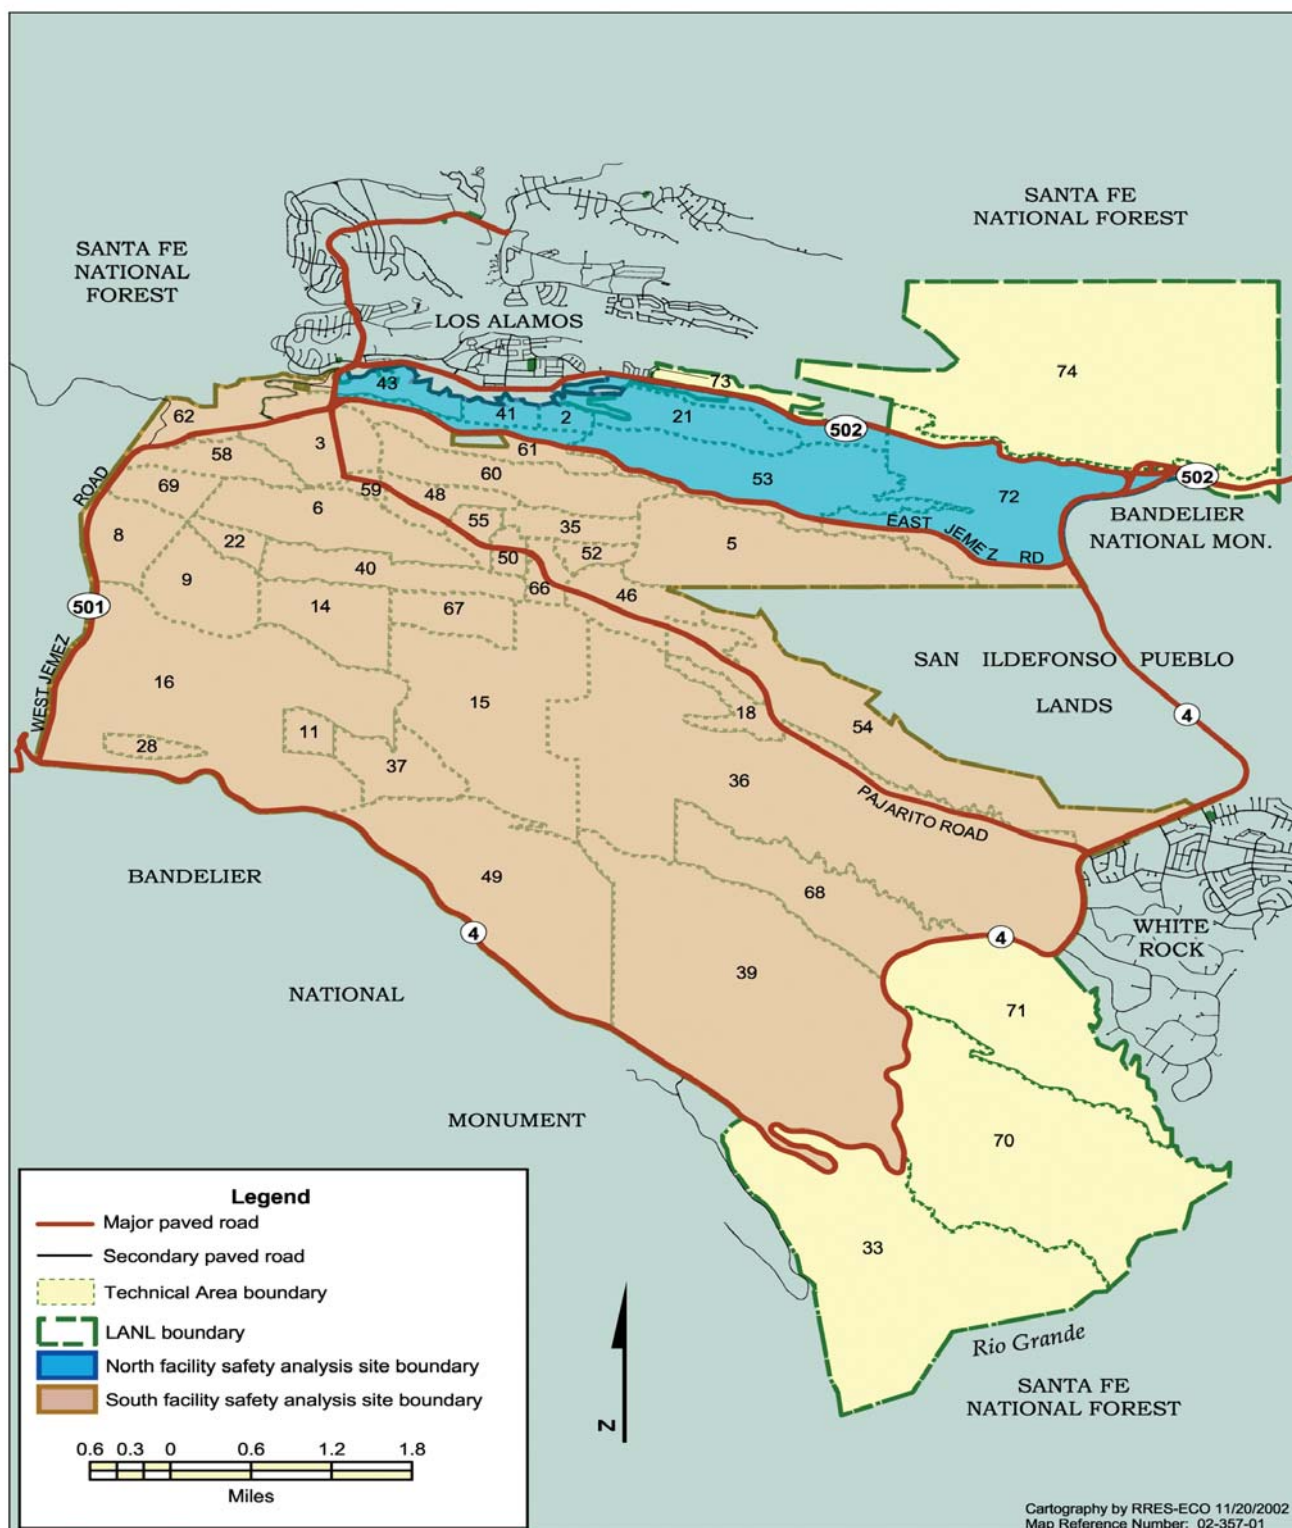 SANTA FE
NATIONAL FOREST
SANTA FE
NATIONAL
FOREST
LOS ALAMOS
74
73
43
41
2
21
502
62
3
61
53
72
502
58
60
BANDELIER
NATIONAL MON.
ROAD
69
59
48
6
55
35
EAST JEMEZ RD
8
22
50
52
5
9
40
66
46
501
14
67
WEST JEMEZ
SAN ILDEFONSO PUEBLO
LANDS
16
15
18
54
4
28
11
37
36
PAJARITO ROAD
BANDELIER
49
68
4
4
WHITE
ROCK
39
NATIONAL
71
MONUMENT
70
33
Legend
Major paved road
Secondary paved road
Technical Area boundary
LANL boundary
North facility safety analysis site boundary
South facility safety analysis site boundary
0.6 0.3 0 0.6 1.2 1.8
Miles
N
Rio Grande
SANTA FE
NATIONAL FOREST
Cartography by RRES-ECO 11/20/2002
Map Reference Number: 02-357-01